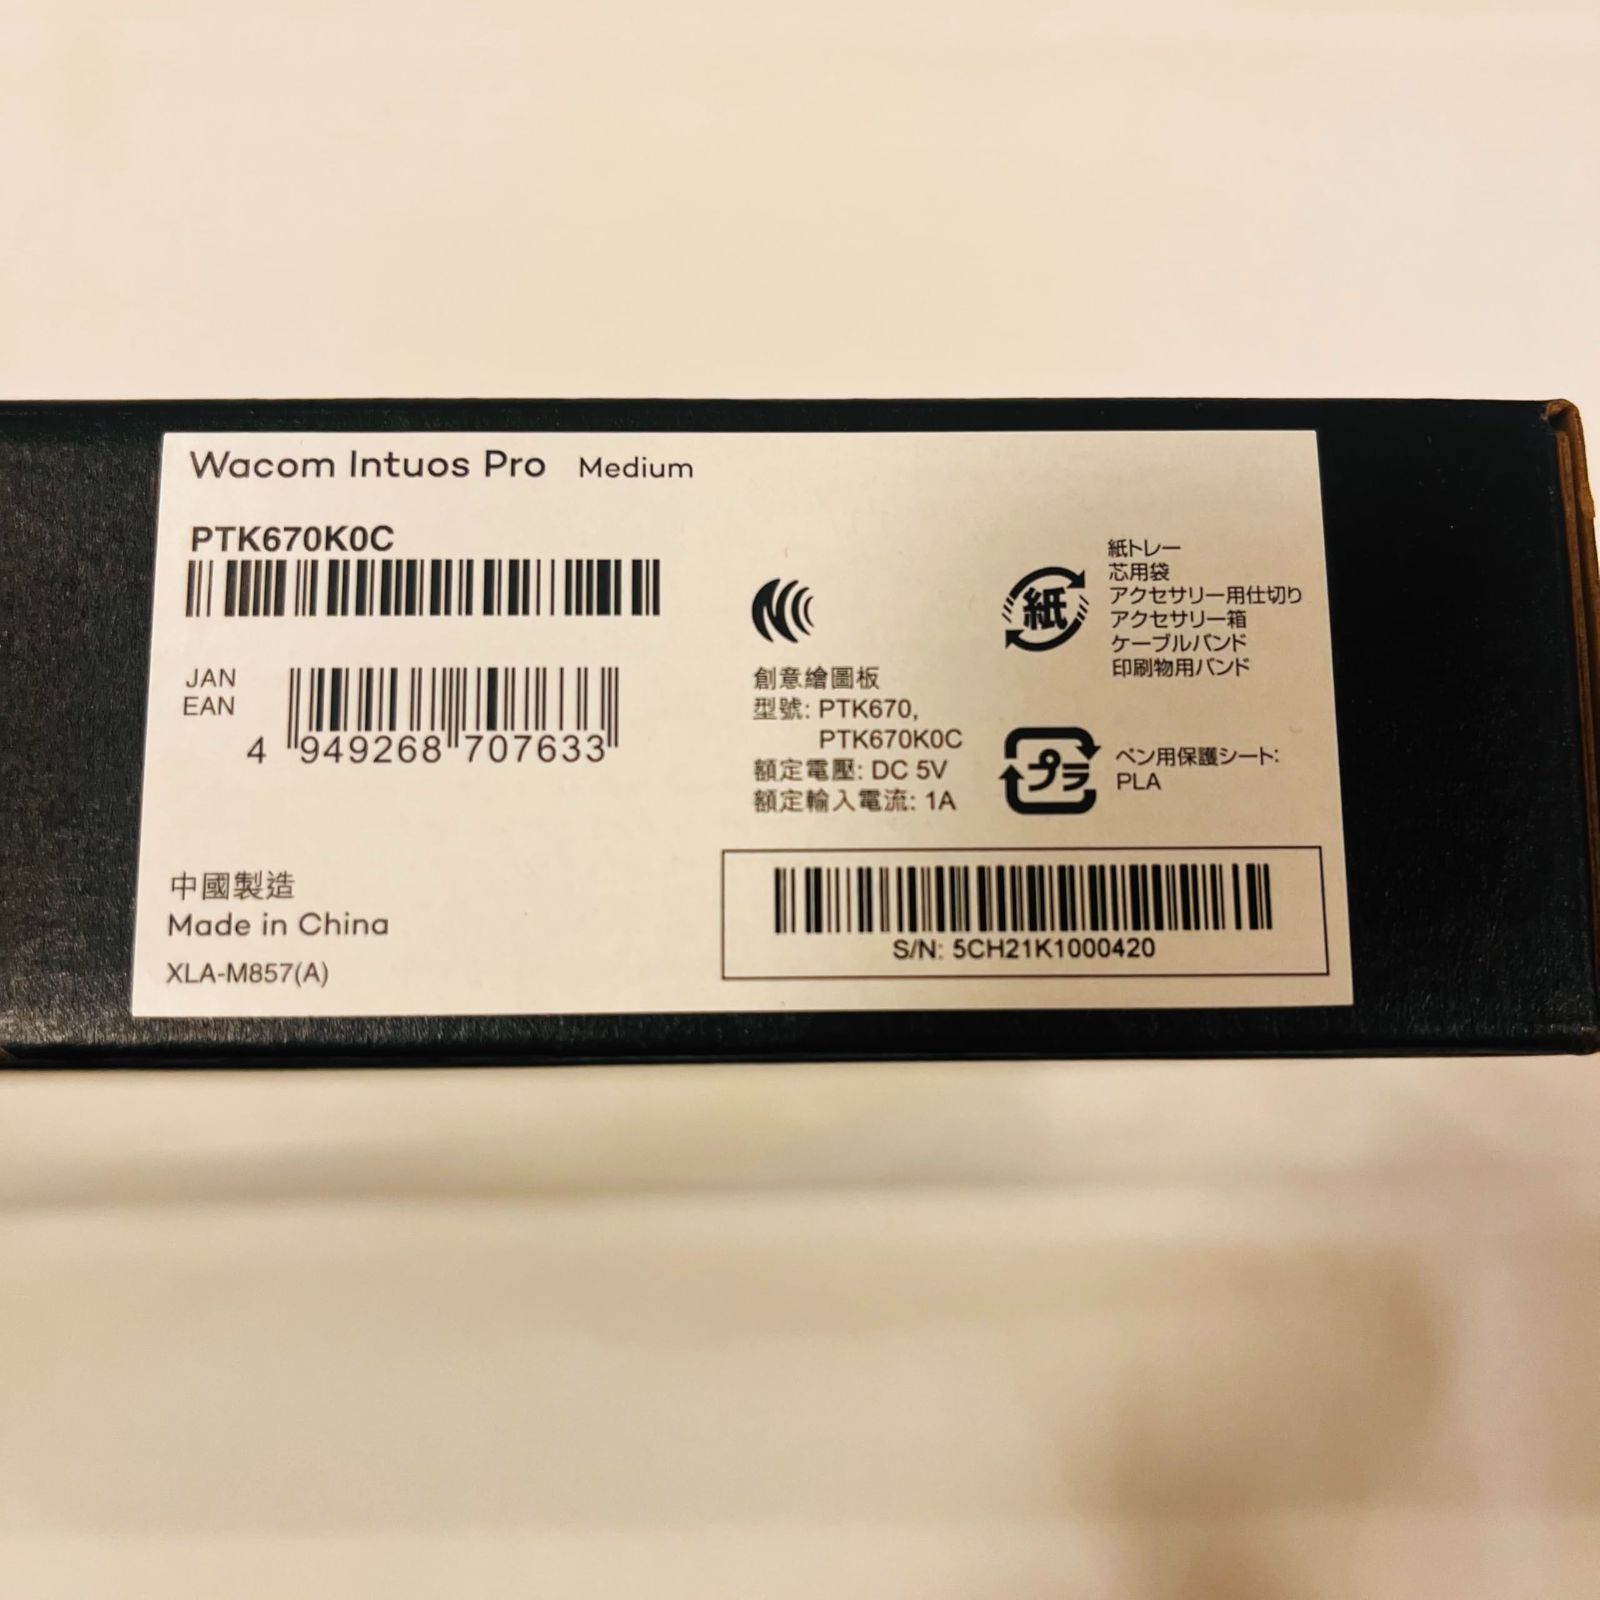 Wacom Intuos Pro Medium
PTK670K0C
JAN
EAN
4 949268 707633
中國製造
Made in China
XLA-M857(A)
創意繪圖板
型號: PTK670,
PTK670K0C
額定電壓: DC 5V
額定輸入電流: 1A
紙
紙トレー
芯用袋
アクセサリー用仕切り
アクセサリー箱
ケーブルバンド
印刷物用バンド
プラ
ペン用保護シート:
PLA
S/N: 5CH21K1000420